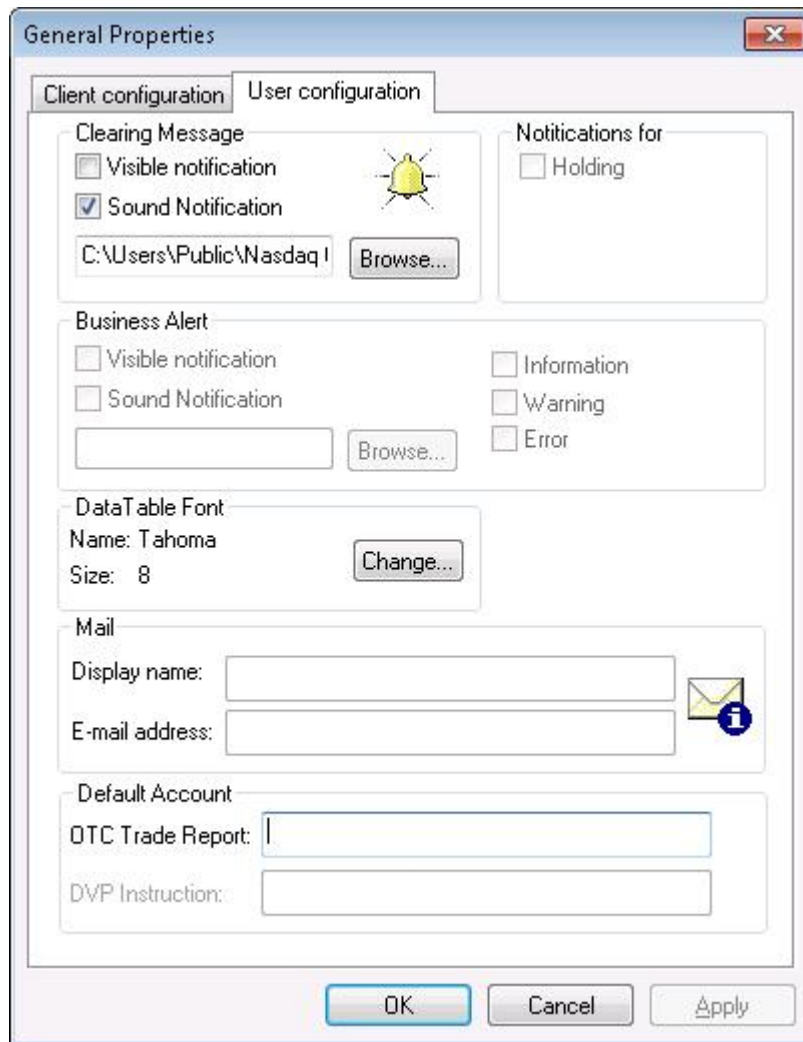 General Properties
Client configuration
User configuration
Clearing Message
Visible notification
Sound Notification
C:\Users\Public\Nasdaq
Browse...
Notitications for
Holding
Business Alert
Visible notification
Sound Notification
Browse...
Information
Warning
Error
DataTable Font
Name: Tahoma
Size: 8
Change...
Mail
Display name:
E-mail address:
Default Account
OTC Trade Report:
DVP Instruction:
OK
Cancel
Apply